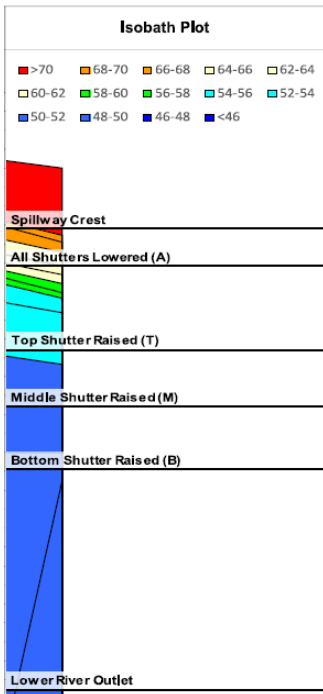 Isobath Plot
>70 68-70 66-68 64-66 62-64
60-62 58-60 56-58 54-56 52-54
50-52 48-50 46-48 <46
Spillway Crest
All Shutters Lowered (A)
Top Shutter Raised (T)
Middle Shutter Raised (M)
Bottom Shutter Raised (B)
Lower River Outlet